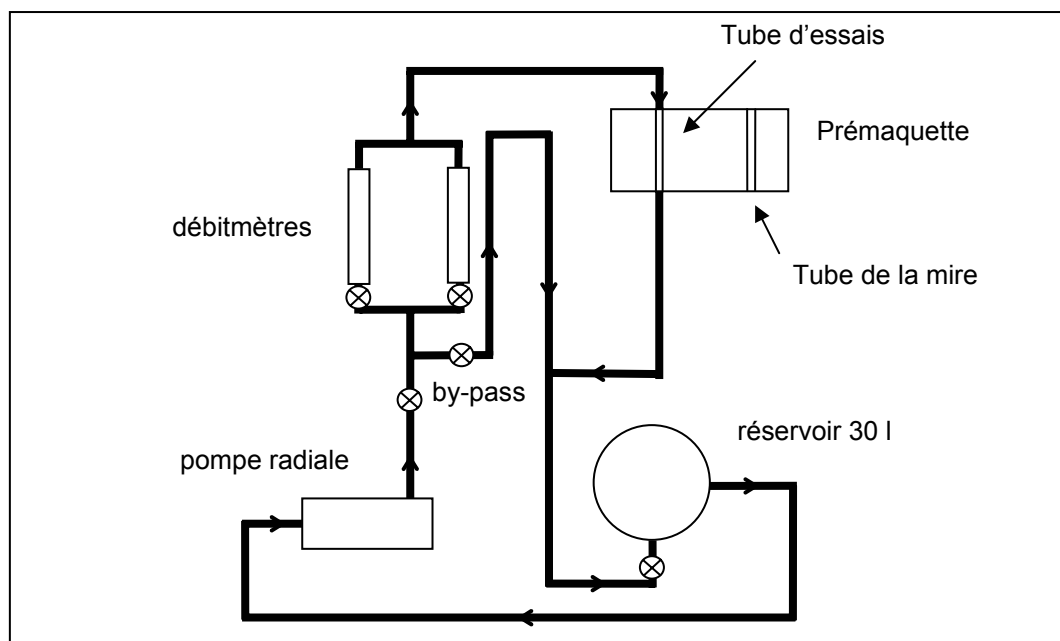 Tube d'essais
Prémaquette
débitmètres
Tube de la mire
by-pass
réservoir 30 l
pompe radiale